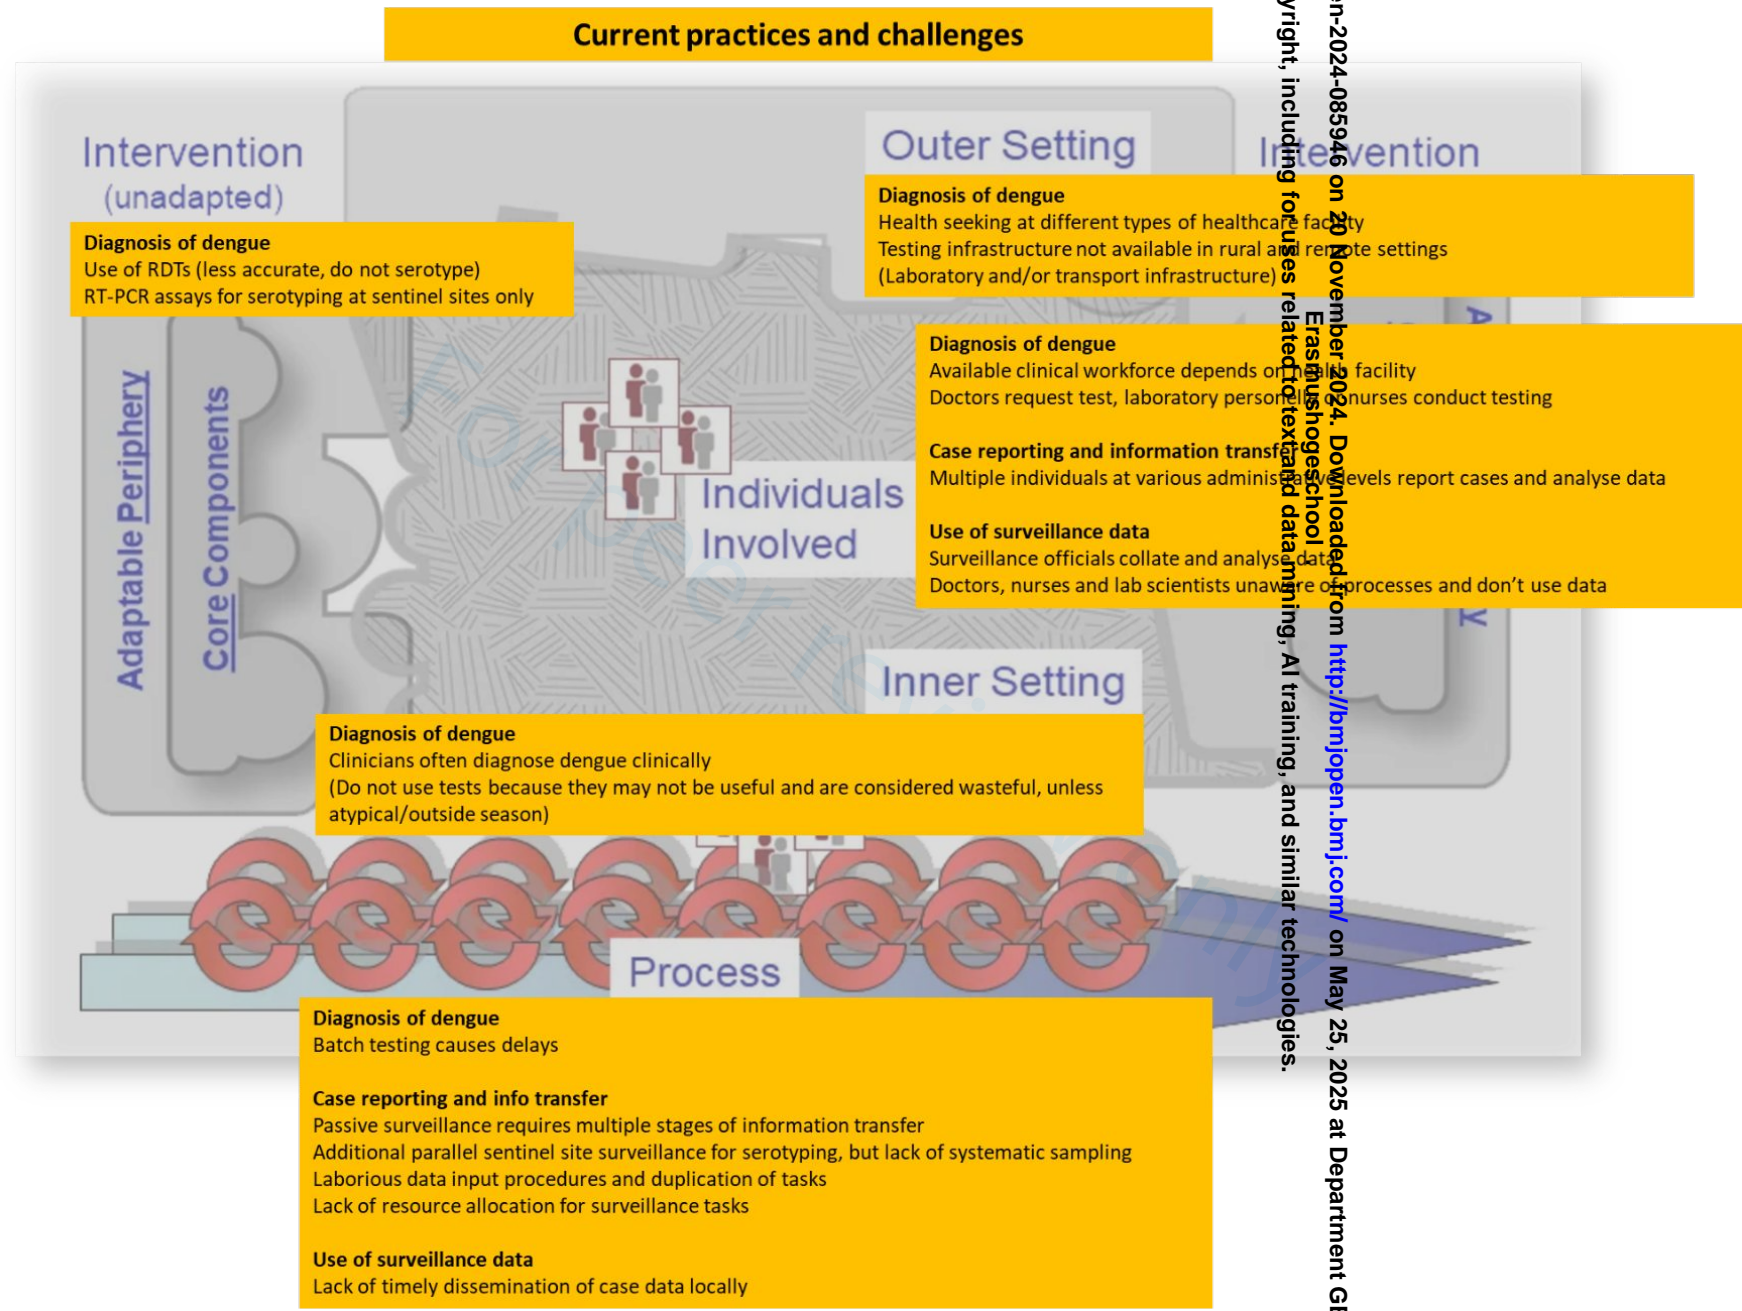 Current practices and challenges
Intervention
(unadapted)
Diagnosis of dengue
Use of RDTs (less accurate, do not serotype)
RT-PCR assays for serotyping at sentinel sites only
Adaptable Periphery
Core Components
Outer Setting
Intervention
Diagnosis of dengue
Health seeking at different types of healthcare facility
Testing infrastructure not available in rural and remote settings
(Laboratory and/or transport infrastructure)
Individuals
Involved
Diagnosis of dengue
Available clinical workforce depends on health facility
Doctors request test, laboratory personelle or nurses conduct testing
Case reporting and information transfer
Multiple individuals at various administrative levels report cases and analyse data
Use of surveillance data
Surveillance officials collate and analyse data
Doctors, nurses and lab scientists unaware of processes and don't use data
Inner Setting
Diagnosis of dengue
Clinicians often diagnose dengue clinically
(Do not use tests because they may not be useful and are considered wasteful, unless
atypical/outside season)
Process
Diagnosis of dengue
Batch testing causes delays
Case reporting and info transfer
Passive surveillance requires multiple stages of information transfer
Additional parallel sentinel site surveillance for serotyping, but lack of systematic sampling
Laborious data input procedures and duplication of tasks
Lack of resource allocation for surveillance tasks
Use of surveillance data
Lack of timely dissemination of case data locally
en-2024-085946 on 20 November 2024. Downloaded from http://bmjopen.bmj.com/ on May 25, 2025 at Department GE
Erasmushogeschool
yright, including for uses related to text and data mining, AI training, and similar technologies.
For peer review only